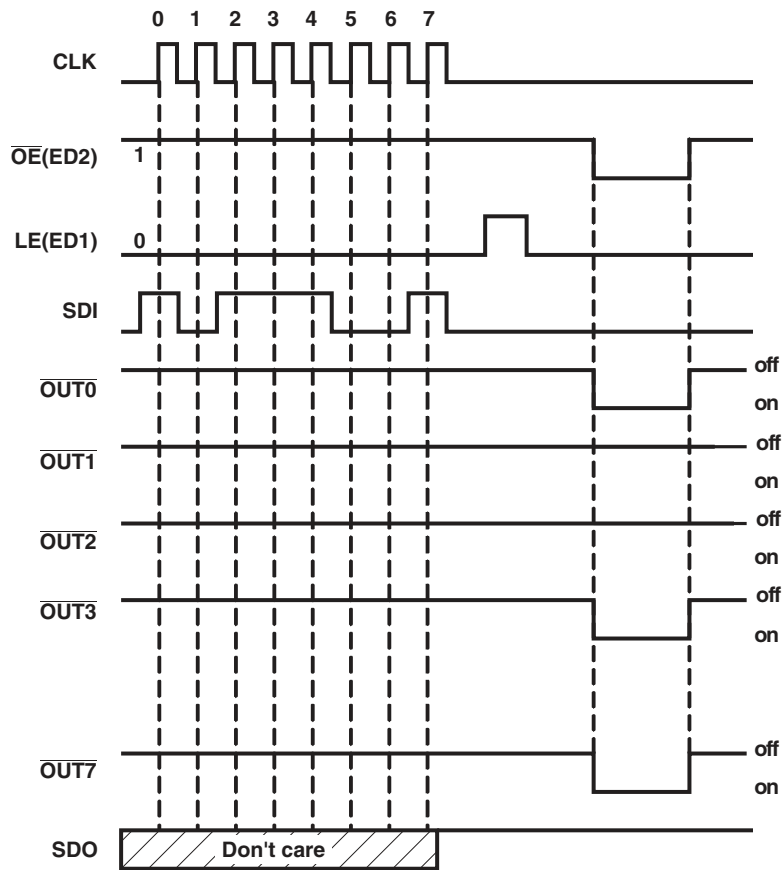 0 1 2 3 4 5 6 7
CLK
OE(ED2) 1
LE(ED1) 0
SDI
OUT0 off
on
OUT1 off
on
OUT2 off
on
OUT3 off
on
OUT7 off
on
SDO Don't care